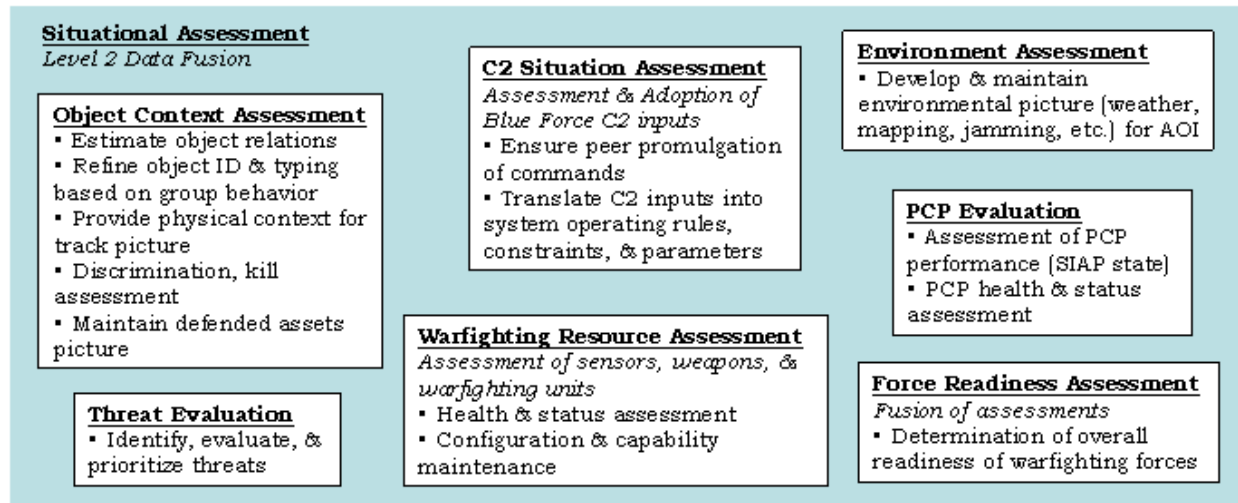 Situational Assessment
Level 2 Data Fusion
Object Context Assessment
▪ Estimate object relations
▪ Refine object ID & typing
based on group behavior
▪ Provide physical context for
track picture
▪ Discrimination, kill
assessment
▪ Maintain defended assets
picture
Threat Evaluation
▪ Identify, evaluate, &
prioritize threats
C2 Situation Assessment
Assessment & Adoption of
Blue Force C2 inputs
▪ Ensure peer promulgation
of commands
▪ Translate C2 inputs into
system operating rules,
constraints, & parameters
Warfighting Resource Assessment
Assessment of sensors, weapons, &
warfighting units
▪ Health & status assessment
▪ Configuration & capability
maintenance
Environment Assessment
▪ Develop & maintain
environmental picture (weather,
mapping, jamming, etc.) for AOI
PCP Evaluation
▪ Assessment of PCP
performance (SIAP state)
▪ PCP health & status
assessment
Force Readiness Assessment
Fusion of assessments
▪ Determination of overall
readiness of warfighting forces